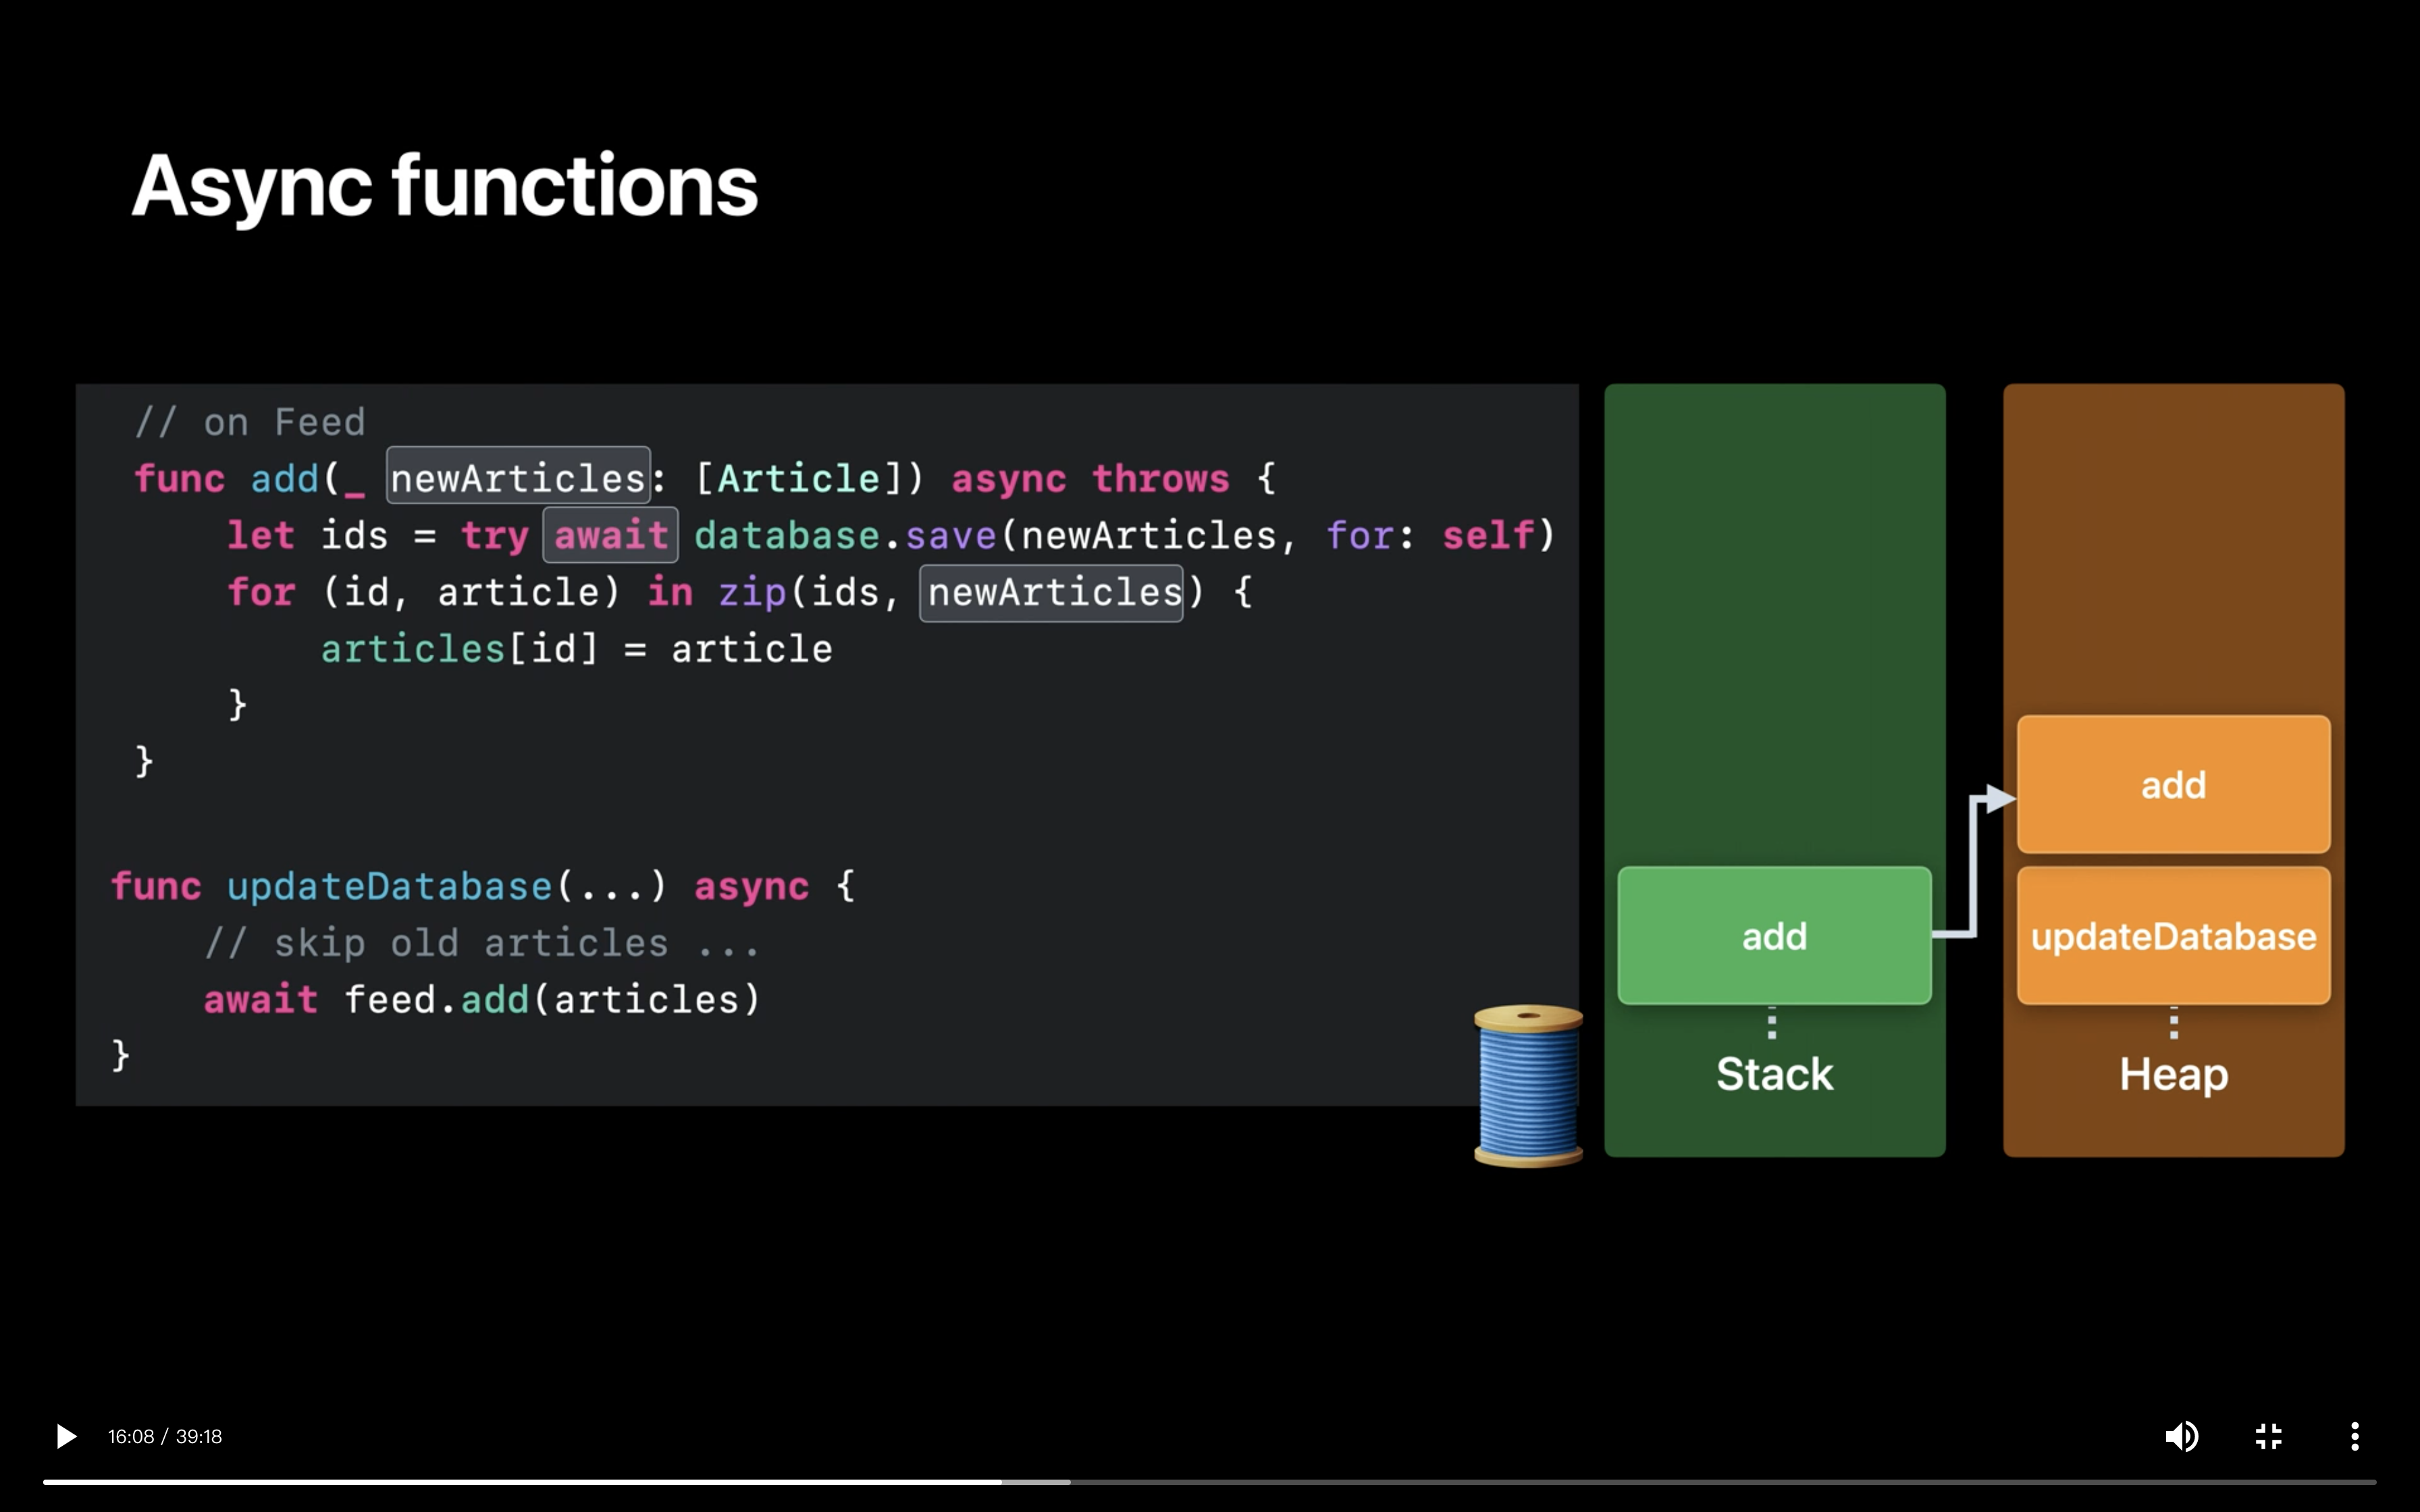 Async functions
// on Feed
func add(_ newArticles: [Article]) async throws {
    let ids = try await database.save(newArticles, for: self)
    for (id, article) in zip(ids, newArticles) {
        articles[id] = article
    }
}
func updateDatabase(...) async {
    // skip old articles ...
    await feed.add(articles)
}
add
Stack
add
updateDatabase
Heap
16:08 / 39:18